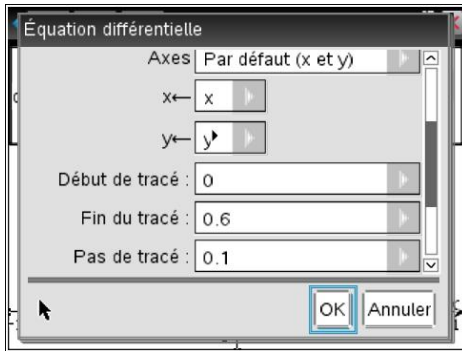 Équation différentielle
Axes Par défaut (x et y)
x← x
y← y
Début de tracé : 0
Fin du tracé : 0.6
Pas de tracé : 0.1
OK Annuler